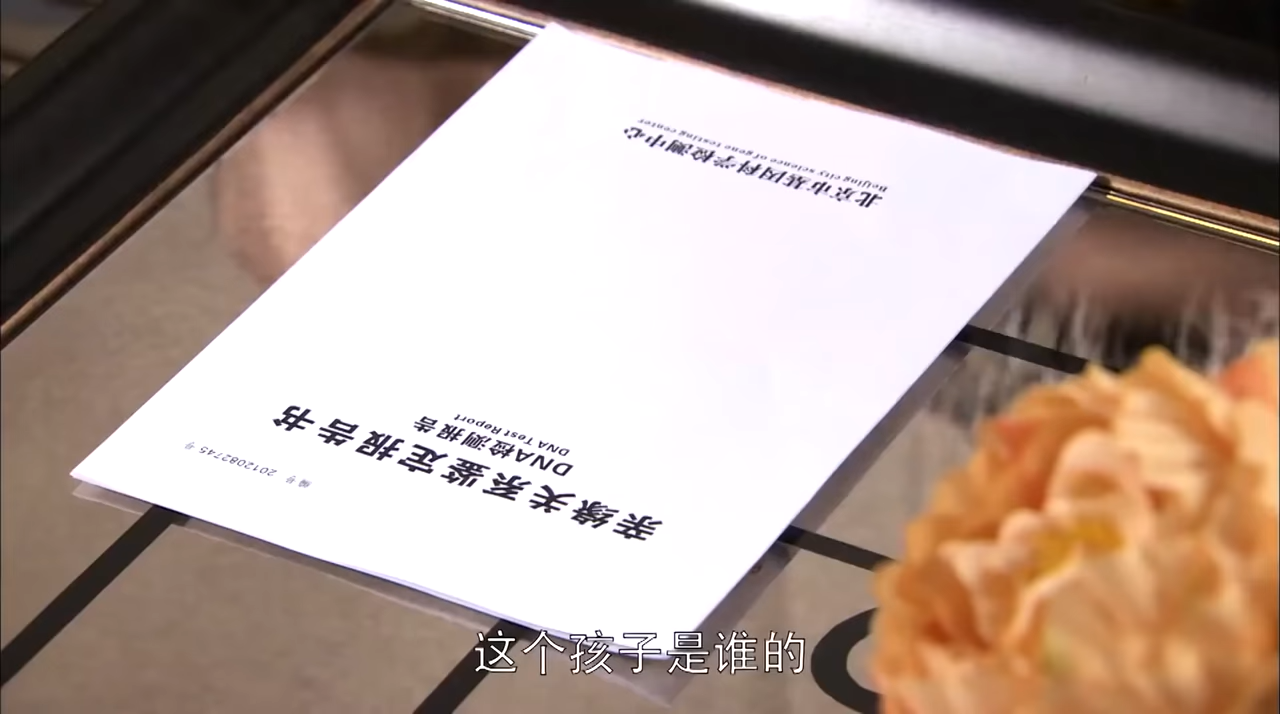 编号 2012082745 号
亲缘关系鉴定报告书
DNA检测报告
DNA Test Report
北京市基因科学检测中心
Beijing city science of gene testing center
这个孩子是谁的